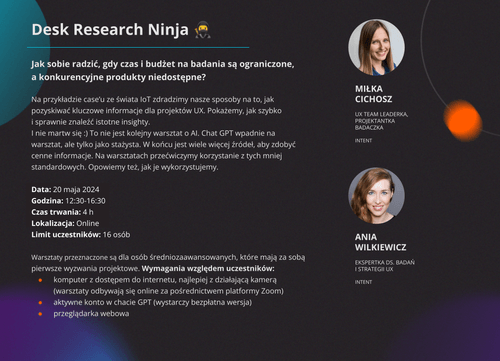 Desk Research Ninja 🥷
Jak sobie radzić, gdy czas i budżet na badania są ograniczone,
a konkurencyjne produkty niedostępne?
Na przykładzie case’u ze świata IoT zdradzimy nasze sposoby na to, jak
pozyskiwać kluczowe informacje dla projektów UX. Pokażemy, jak szybko
i sprawnie znaleźć istotne insighty.
I nie martw się :) To nie jest kolejny warsztat o AI. Chat GPT wpadnie na
warsztat, ale tylko jako stażysta. W końcu jest wiele więcej źródeł, aby zdobyć
cenne informacje. Na warsztatach przećwiczymy korzystanie z tych mniej
standardowych. Opowiemy też, jak je wykorzystujemy.
Data: 20 maja 2024
Godzina: 12:30-16:30
Czas trwania: 4 h
Lokalizacja: Online
Limit uczestników: 16 osób
Warsztaty przeznaczone są dla osób średniozaawansowanych, które mają za sobą
pierwsze wyzwania projektowe. Wymagania względem uczestników:
• komputer z dostępem do internetu, najlepiej z działającą kamerą
(warsztaty odbywają się online za pośrednictwem platformy Zoom)
• aktywne konto w chacie GPT (wystarczy bezpłatna wersja)
• przeglądarka webowa
MIŁKA
CICHOSZ
UX TEAM LEADERKA,
PROJEKTANTKA
BADACZKA
INTENT
ANIA
WILKIEWICZ
EKSPERTKA DS. BADAŃ
I STRATEGII UX
INTENT